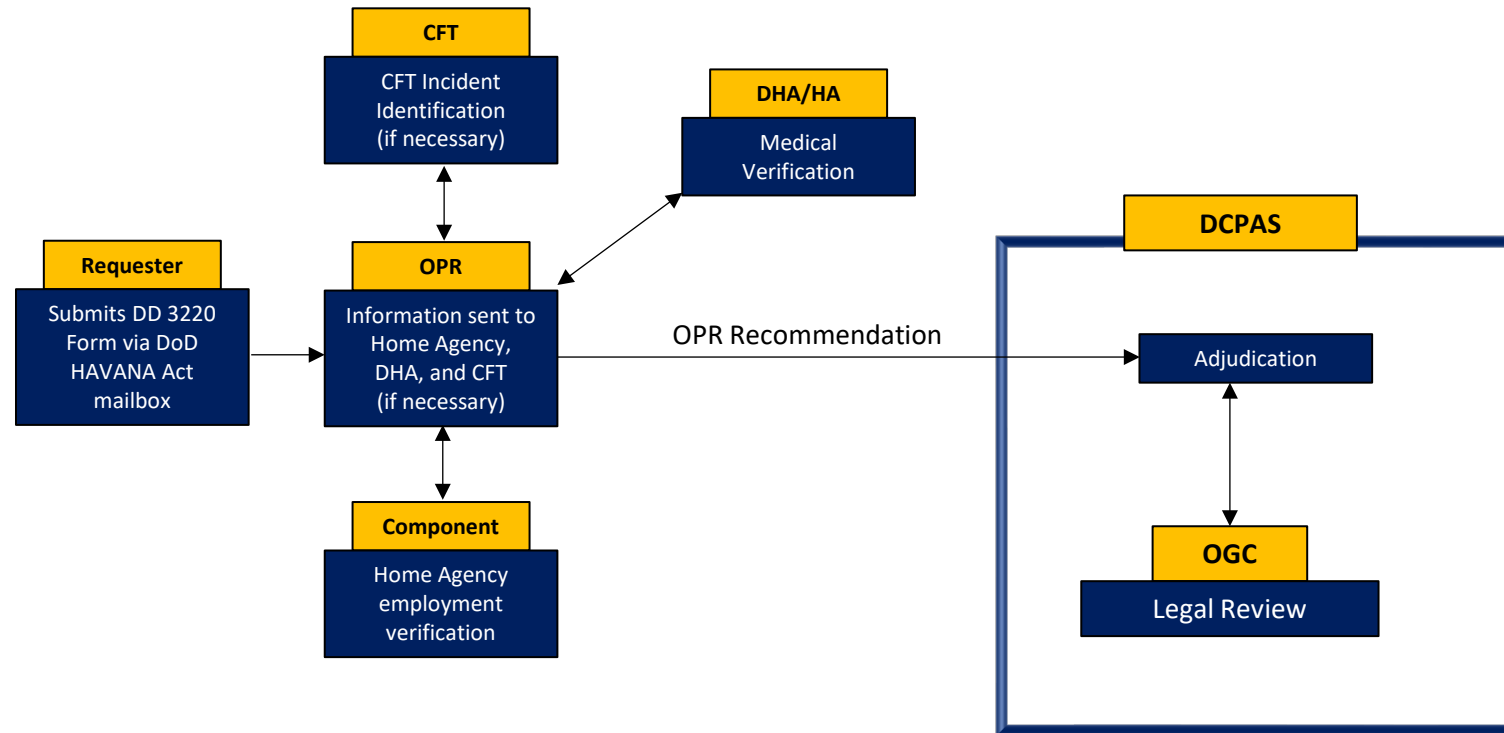 CFT
CFT Incident
Identification
(if necessary)
DHA/HA
Medical
Verification
Requester
Submits DD 3220
Form via DoD
HAVANA Act
mailbox
OPR
Information sent to
Home Agency,
DHA, and CFT
(if necessary)
OPR Recommendation
Component
Home Agency
employment
verification
DCPAS
Adjudication
OGC
Legal Review